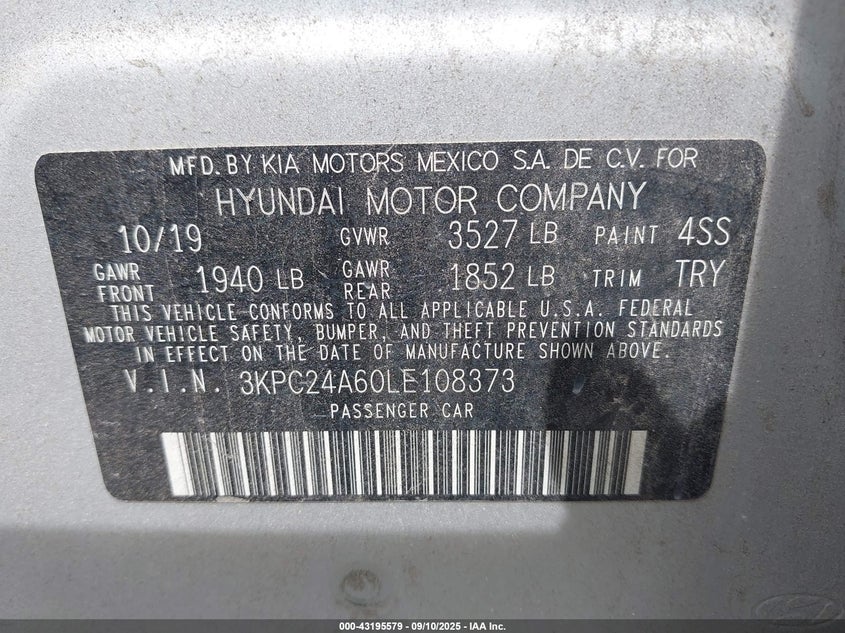 MFD. BY KIA MOTORS MEXICO S.A. DE C.V. FOR
HYUNDAI MOTOR COMPANY
10/19 GVWR 3527 LB PAINT 4SS
GAWR FRONT 1940 LB GAWR REAR 1852 LB TRIM TRY
THIS VEHICLE CONFORMS TO ALL APPLICABLE U.S.A. FEDERAL
MOTOR VEHICLE SAFETY, BUMPER, AND THEFT PREVENTION STANDARDS
IN EFFECT ON THE DATE OF MANUFACTURE SHOWN ABOVE.
V.I.N. 3KPC24A60LE108373
PASSENGER CAR
000-43195579 - 09/10/2025 - IAA Inc.